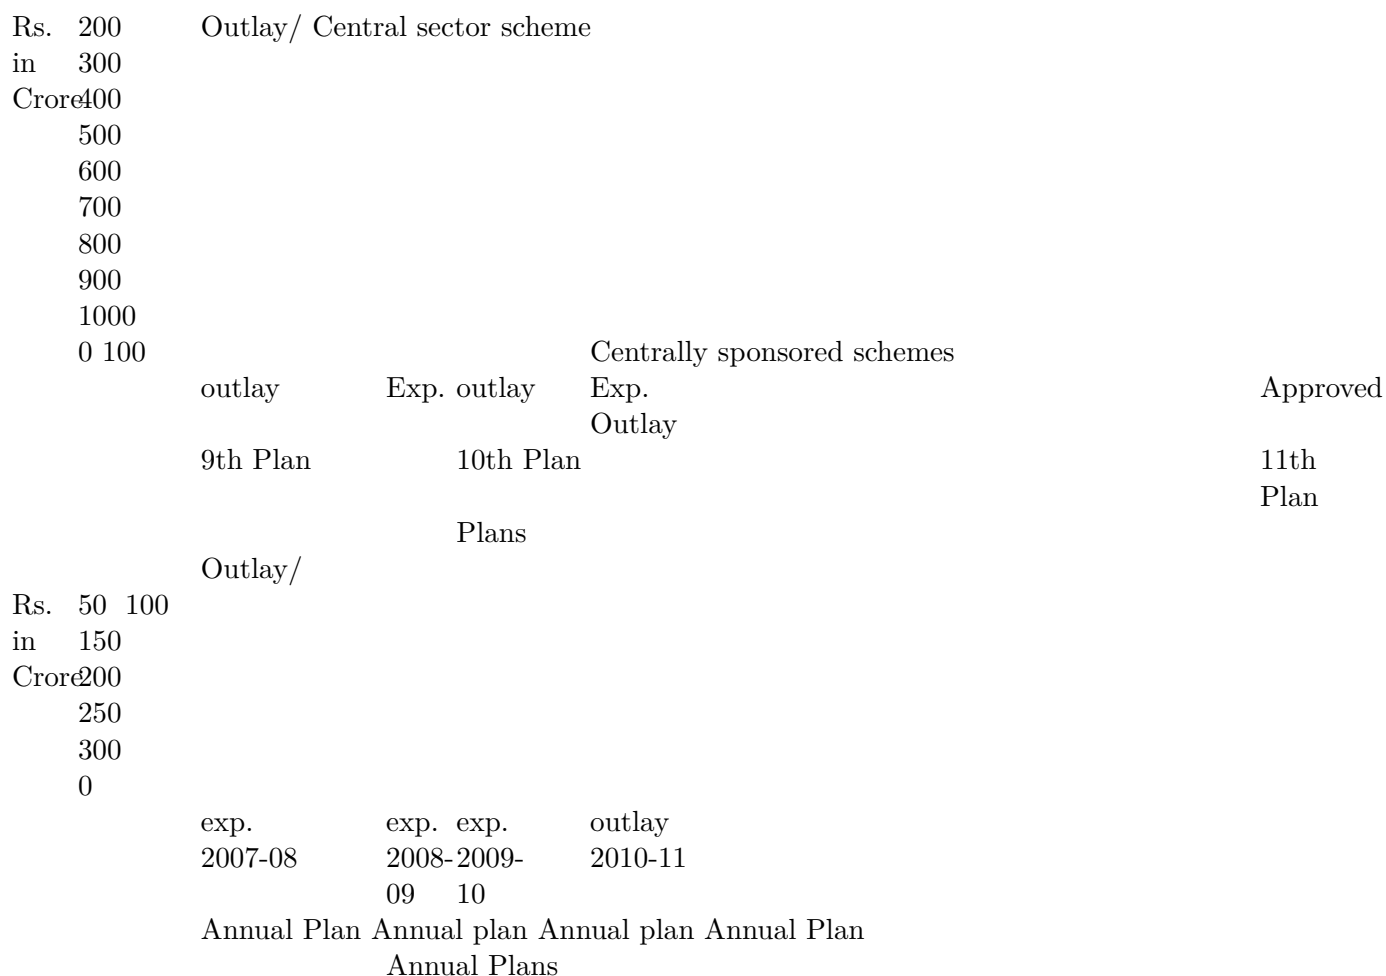 Rs. 200 Outlay/ Central sector scheme
in 300
Crore 400
500
600
700
800
900
1000
0 100 Centrally sponsored schemes
outlay Exp. outlay Exp. Approved
Outlay
9th Plan 10th Plan 11th
Plan
Plans
Outlay/
Rs. 50 100
in 150
Crore 200
250
300
0
exp. exp. exp. outlay
2007-08 2008- 2009- 2010-11
09 10
Annual Plan Annual plan Annual plan Annual Plan
Annual Plans